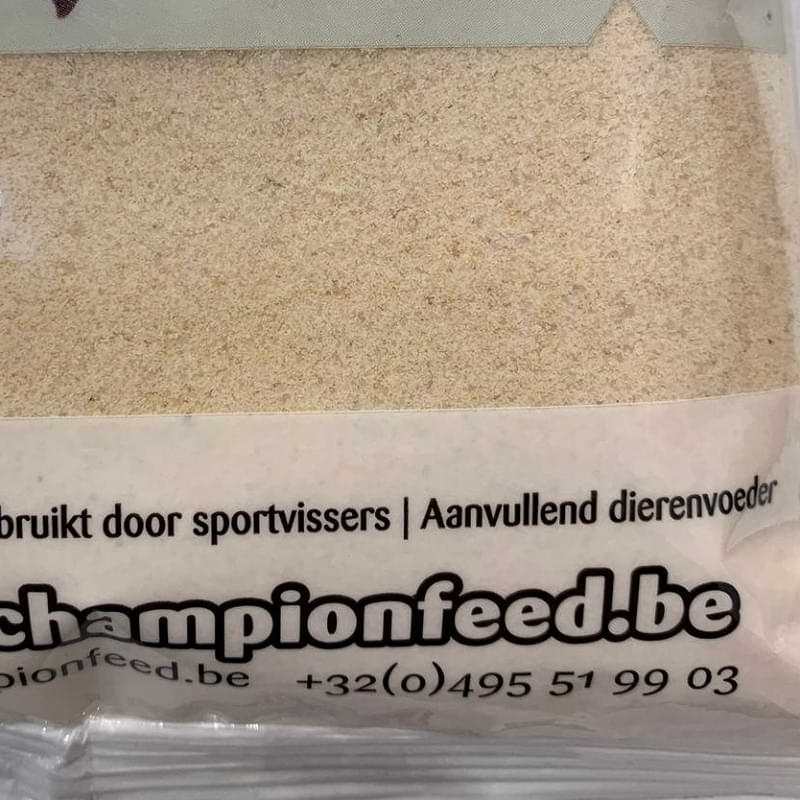 bruikt door sportvissers | Aanvullend dierenvoeder
championfeed.be
pionfeed.be +32(0)495 51 99 03